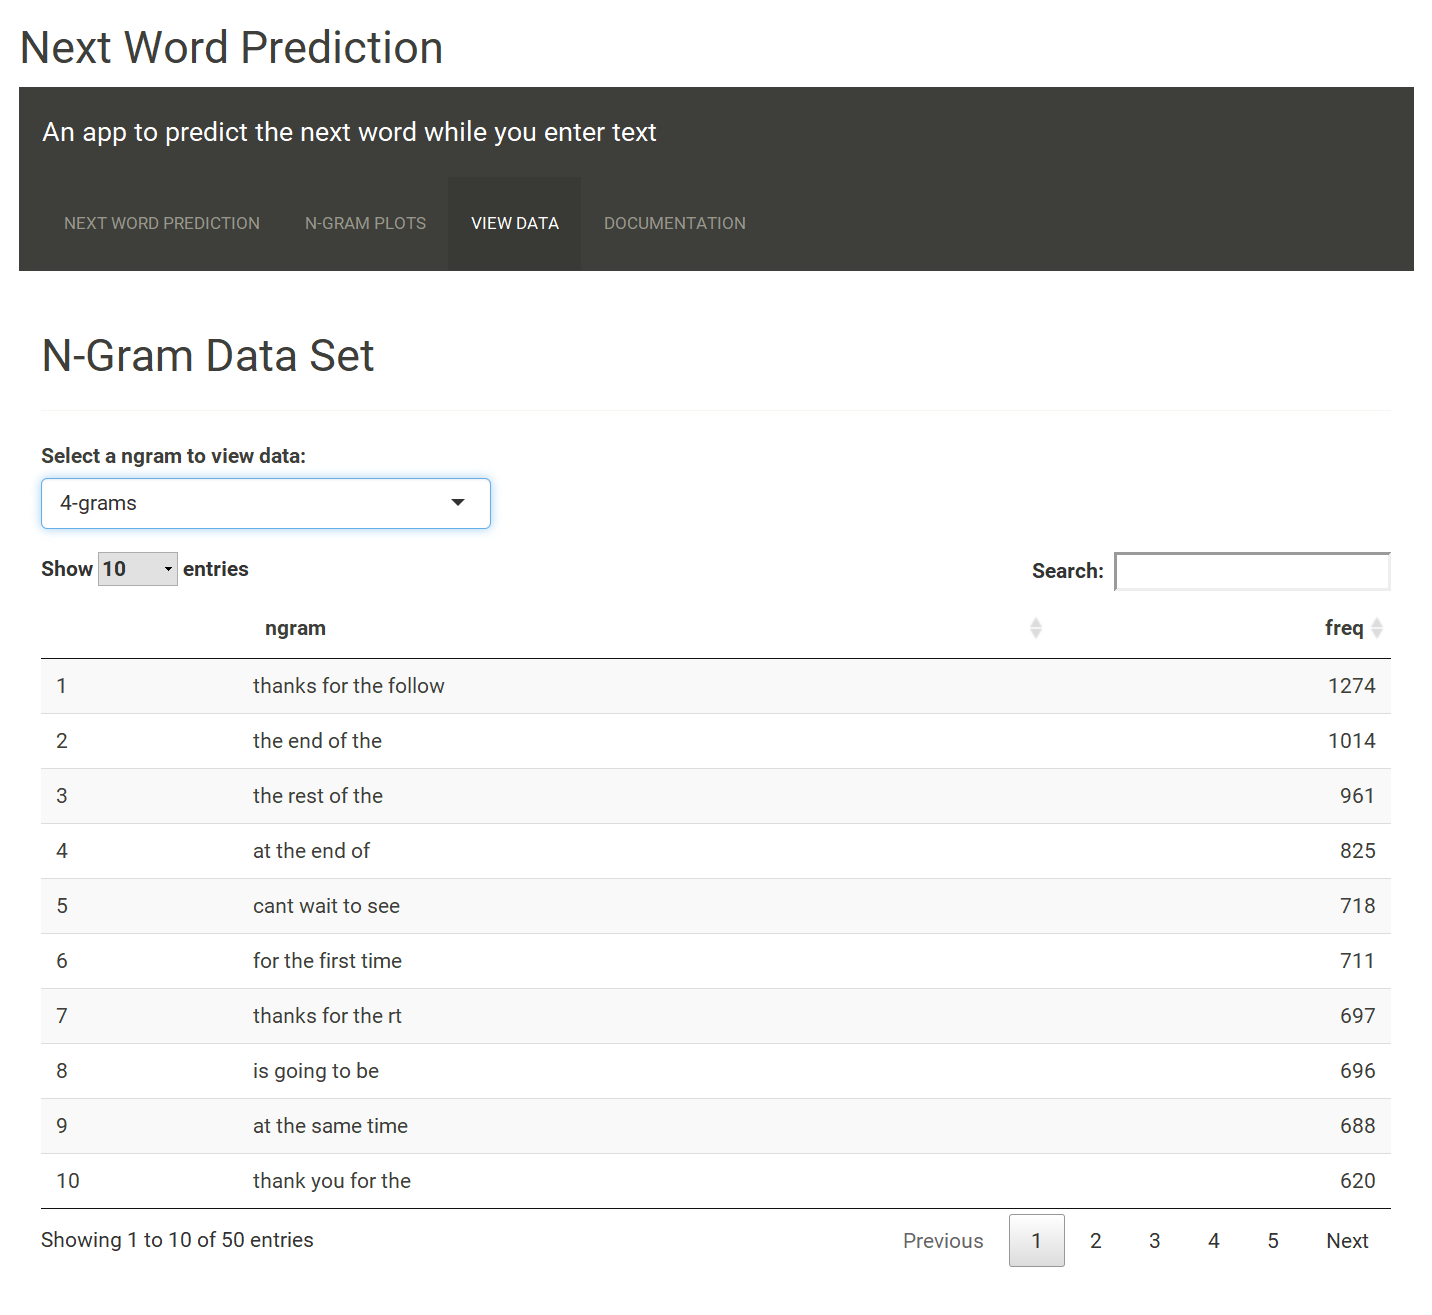 Next Word Prediction
An app to predict the next word while you enter text
NEXT WORD PREDICTION N-GRAM PLOTS VIEW DATA DOCUMENTATION
N-Gram Data Set
Select a ngram to view data:
4-grams
Show 10 entries Search:
ngram freq
1 thanks for the follow 1274
2 the end of the 1014
3 the rest of the 961
4 at the end of 825
5 cant wait to see 718
6 for the first time 711
7 thanks for the rt 697
8 is going to be 696
9 at the same time 688
10 thank you for the 620
Showing 1 to 10 of 50 entries Previous 1 2 3 4 5 Next